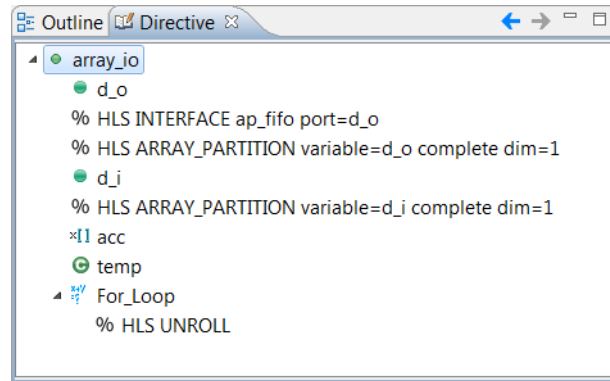 Outline Directive
array_io
d_o
% HLS INTERFACE ap_fifo port=d_o
% HLS ARRAY_PARTITION variable=d_o complete dim=1
d_i
% HLS ARRAY_PARTITION variable=d_i complete dim=1
×[] acc
temp
For_Loop
% HLS UNROLL